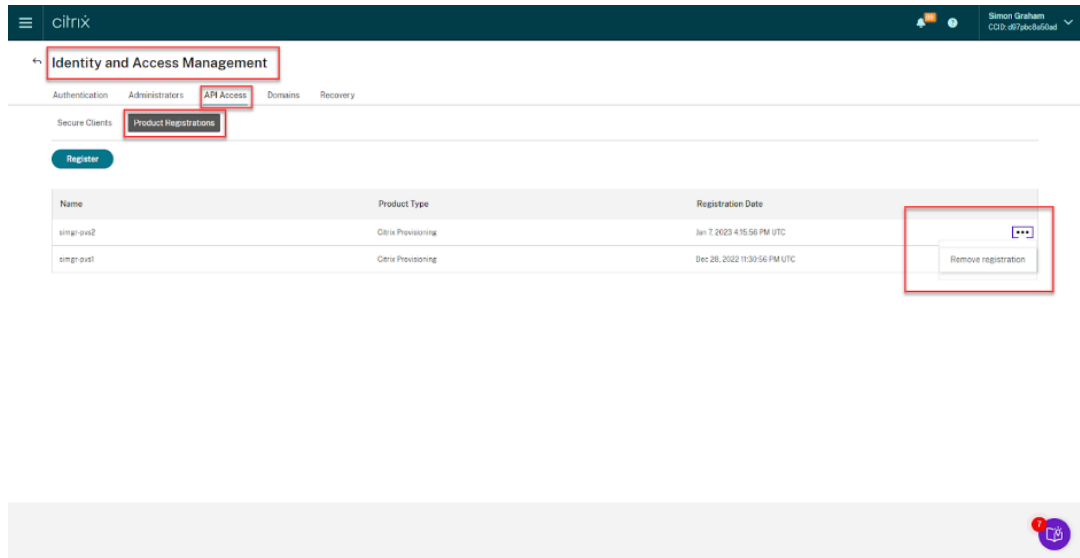 citrix
Simon Graham
CCID: d97pbc8a50ad
Identity and Access Management
Authentication Administrators API Access Domains Recovery
Secure Clients Product Registrations
Register
Name Product Type Registration Date
simgr-pvs2 Citrix Provisioning Jan 7, 2023 4:15:56 PM UTC
simgr-pvs1 Citrix Provisioning Dec 28, 2022 11:30:56 PM UTC
Remove registration
7